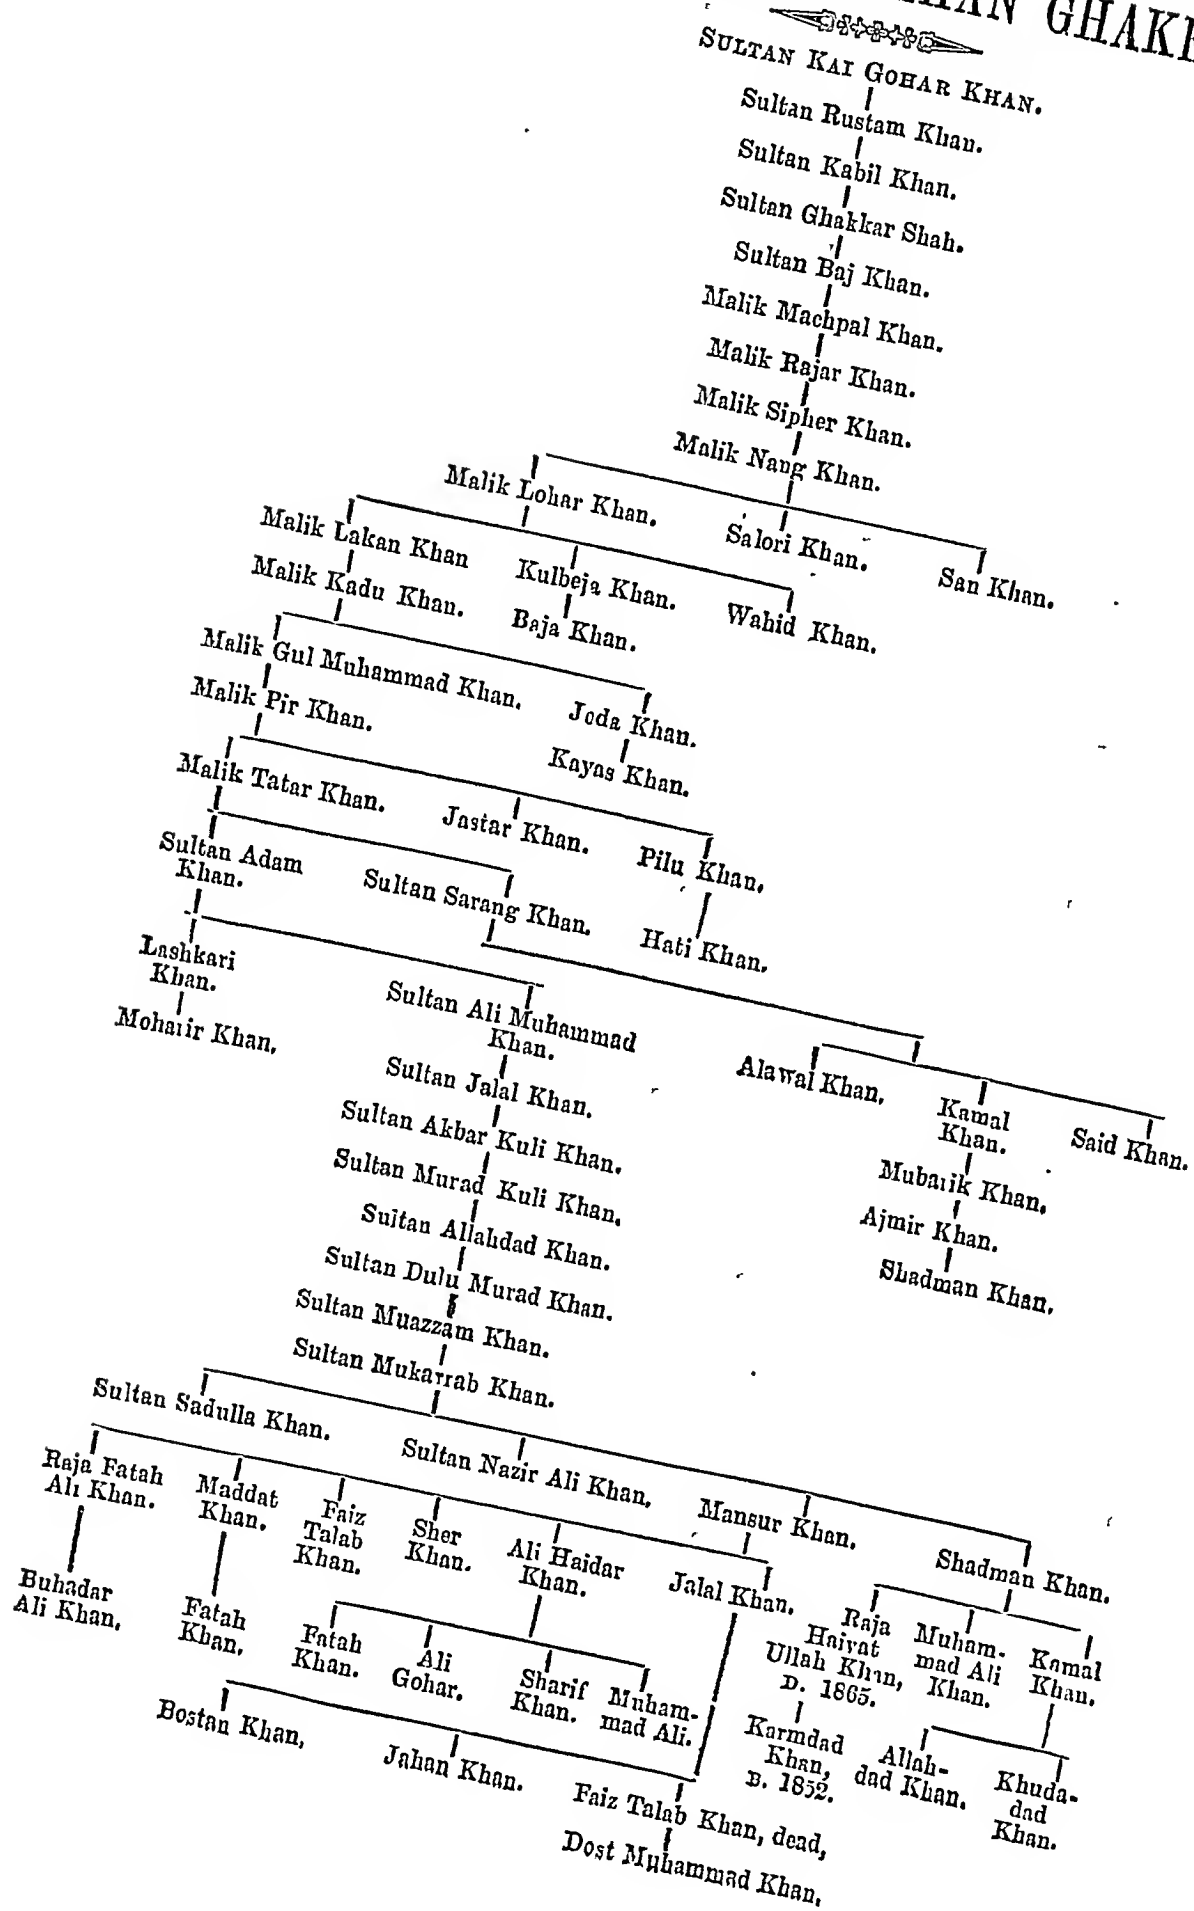 GHAKE
SULTAN KAI GOHAR KHAN.
Sultan Rustam Khan.
Sultan Kabil Khan.
Sultan Ghakkar Shah.
Sultan Baj Khan.
Malik Machpal Khan.
Malik Rajar Khan.
Malik Sipher Khan.
Malik Nang Khan.
Malik Lohar Khan. Salori Khan. San Khan.
Malik Lakan Khan Kulbeja Khan. Wahid Khan.
Malik Kadu Khan. Baja Khan.
Malik Gul Muhammad Khan. Joda Khan.
Malik Pir Khan. Kayas Khan.
Malik Tatar Khan. Jastar Khan. Pilu Khan.
Sultan Adam
Khan.
Sultan Sarang Khan. Hati Khan.
Lashkari
Khan.
Sultan Ali Muhammad
Khan.
Alawal Khan. Kamal
Khan.
Said Khan.
Moharir Khan.
Sultan Jalal Khan. Mubarik Khan.
Sultan Akbar Kuli Khan. Ajmir Khan.
Sultan Murad Kuli Khan. Shadman Khan.
Sultan Allahdad Khan.
Sultan Dulu Murad Khan.
Sultan Muazzam Khan.
Sultan Mukarrab Khan.
Sultan Sadulla Khan. Sultan Nazir Ali Khan. Mansur Khan. Shadman Khan.
Raja Fatah
Ali Khan.
Maddat
Khan.
Faiz
Talab
Khan.
Sher
Khan.
Ali Haidar
Khan.
Jalal Khan.
Raja
Haiyat
Ullah Khan,
D. 1865.
Muham-
mad Ali
Khan.
Kamal
Khan.
Buhadar
Ali Khan.
Fatah
Khan.
Fatah
Khan.
Ali
Gohar.
Sharif
Khan.
Muham-
mad Ali.
Karmdad
Khan,
B. 1852.
Allah-
dad Khan.
Khuda-
dad
Khan.
Bostan Khan, Jahan Khan. Faiz Talab Khan, dead,
Dost Muhammad Khan.